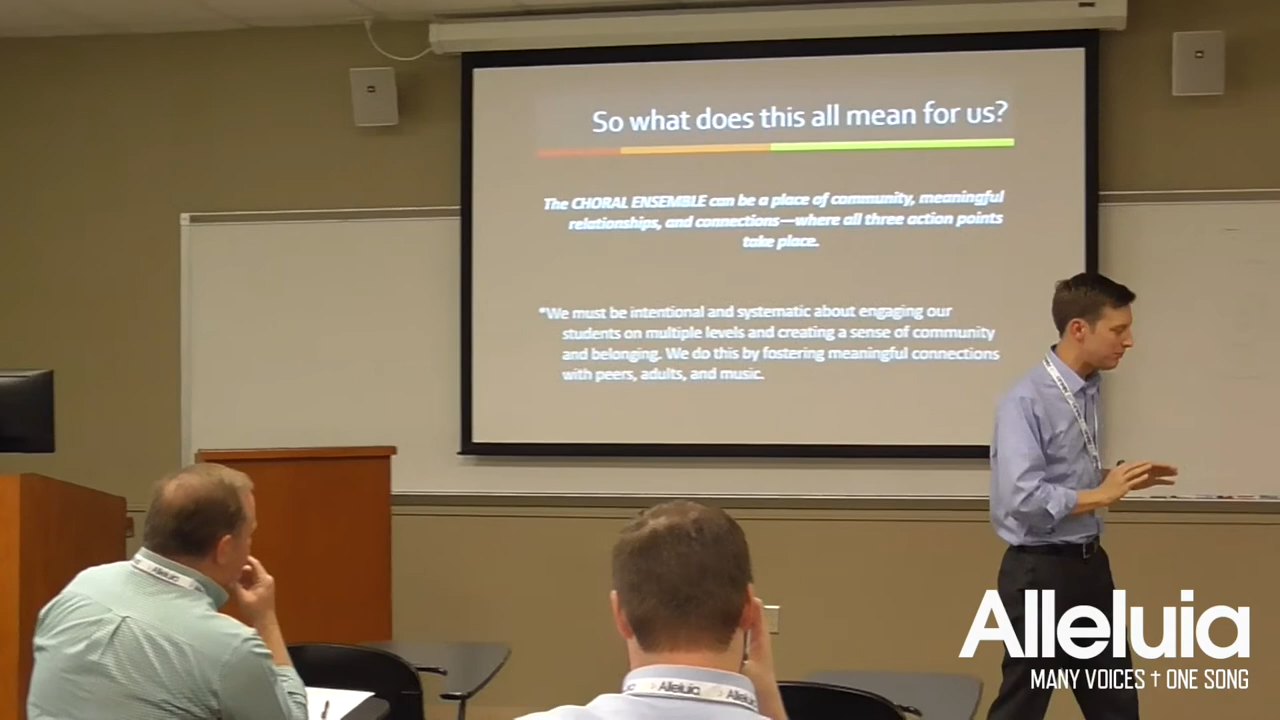 So what does this all mean for us?
The CHORAL ENSEMBLE can be a place of community, meaningful
relationships, and connections—where all three action points
take place.
*We must be intentional and systematic about engaging our
students on multiple levels and creating a sense of community
and belonging. We do this by fostering meaningful connections
with peers, adults, and music.
Alleluia
Alleluia
Alleluia
Alleluia
MANY VOICES † ONE SONG